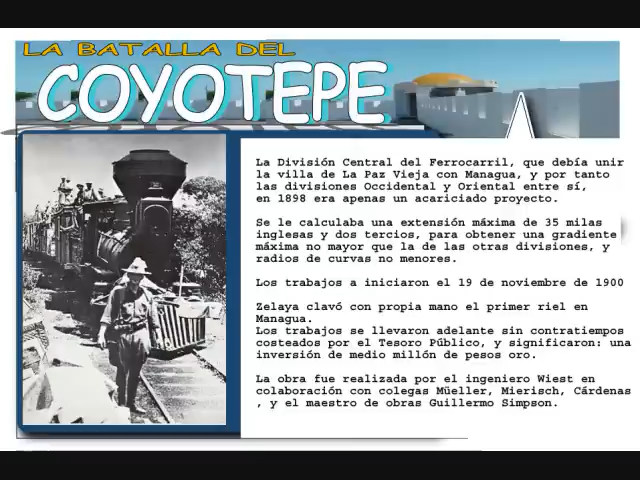 LA BATALLA DEL
COYOTEPE
La División Central del Ferrocarril, que debía unir
la villa de La Paz Vieja con Managua, y por tanto
las divisiones Occidental y Oriental entre sí,
en 1898 era apenas un acariciado proyecto.
Se le calculaba una extensión máxima de 35 milas
inglesas y dos tercios, para obtener una gradiente
máxima no mayor que la de las otras divisiones, y
radios de curvas no menores.
Los trabajos a iniciaron el 19 de noviembre de 1900
Zelaya clavó con propia mano el primer riel en
Managua.
Los trabajos se llevaron adelante sin contratiempos
costeados por el Tesoro Público, y significaron: una
inversión de medio millón de pesos oro.
La obra fue realizada por el ingeniero Wiest en
colaboración con colegas Müeller, Mierisch, Cárdenas
, y el maestro de obras Guillermo Simpson.